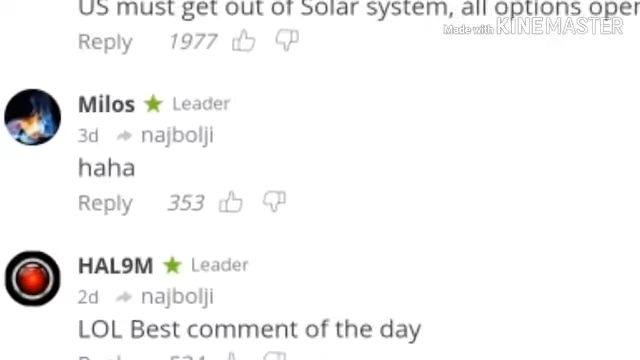 US must get out of Solar system, all options open
Made with KINEMASTER
Reply 1977
Milos Leader
3d najbolji
haha
Reply 353
HAL9M Leader
2d najbolji
LOL Best comment of the day